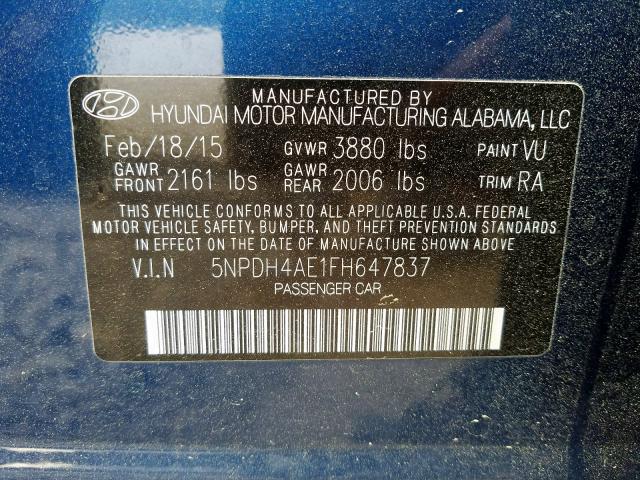 MANUFACTURED BY
HYUNDAI MOTOR MANUFACTURING ALABAMA, LLC
Feb/18/15 GVWR 3880 lbs PAINT VU
GAWR FRONT 2161 lbs GAWR REAR 2006 lbs TRIM RA
THIS VEHICLE CONFORMS TO ALL APPLICABLE U.S.A. FEDERAL
MOTOR VEHICLE SAFETY, BUMPER, AND THEFT PREVENTION STANDARDS
IN EFFECT ON THE DATE OF MANUFACTURE SHOWN ABOVE.
V.I.N 5NPDH4AE1FH647837
PASSENGER CAR